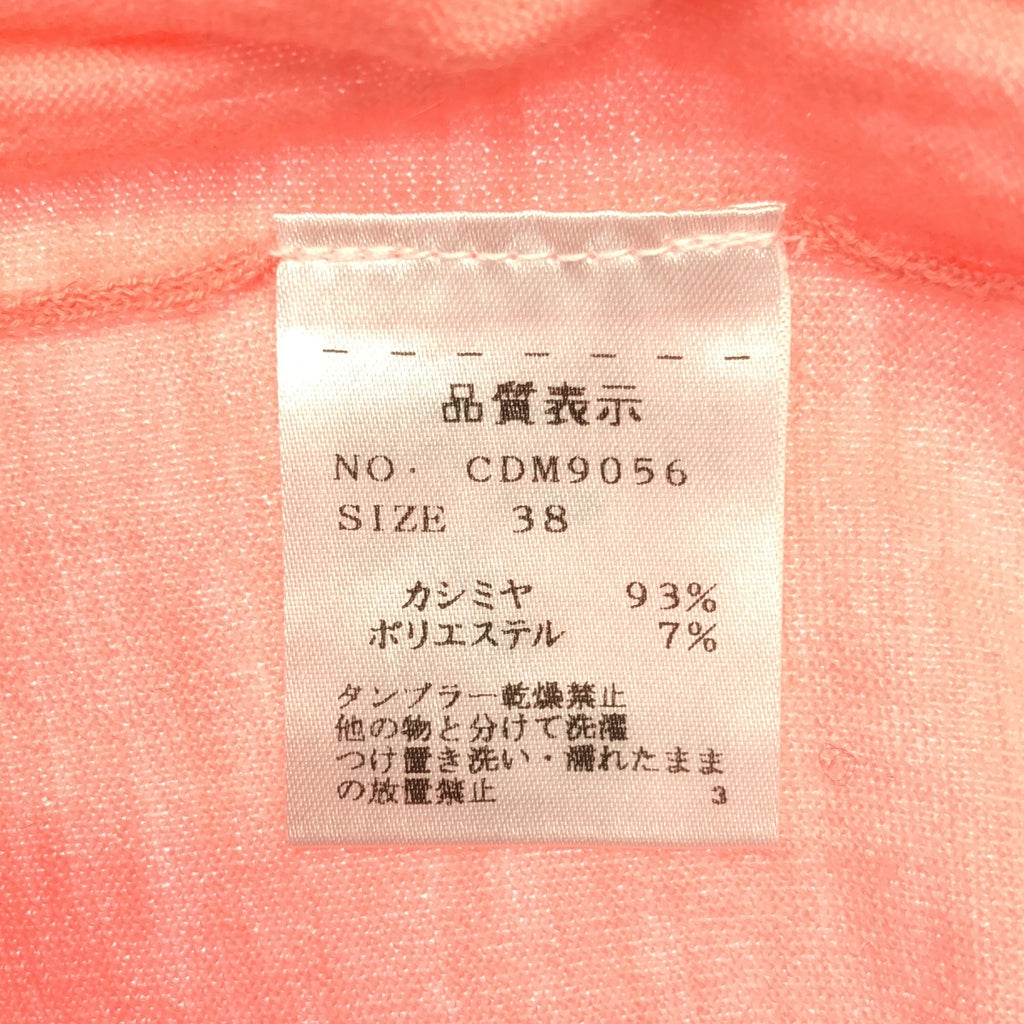 品質表示
NO. CDM9056
SIZE 38
カシミヤ 93%
ポリエステル 7%
タンブラー乾燥禁止
他の物と分けて洗濯
つけ置き洗い・濡れたまま
の放置禁止 3